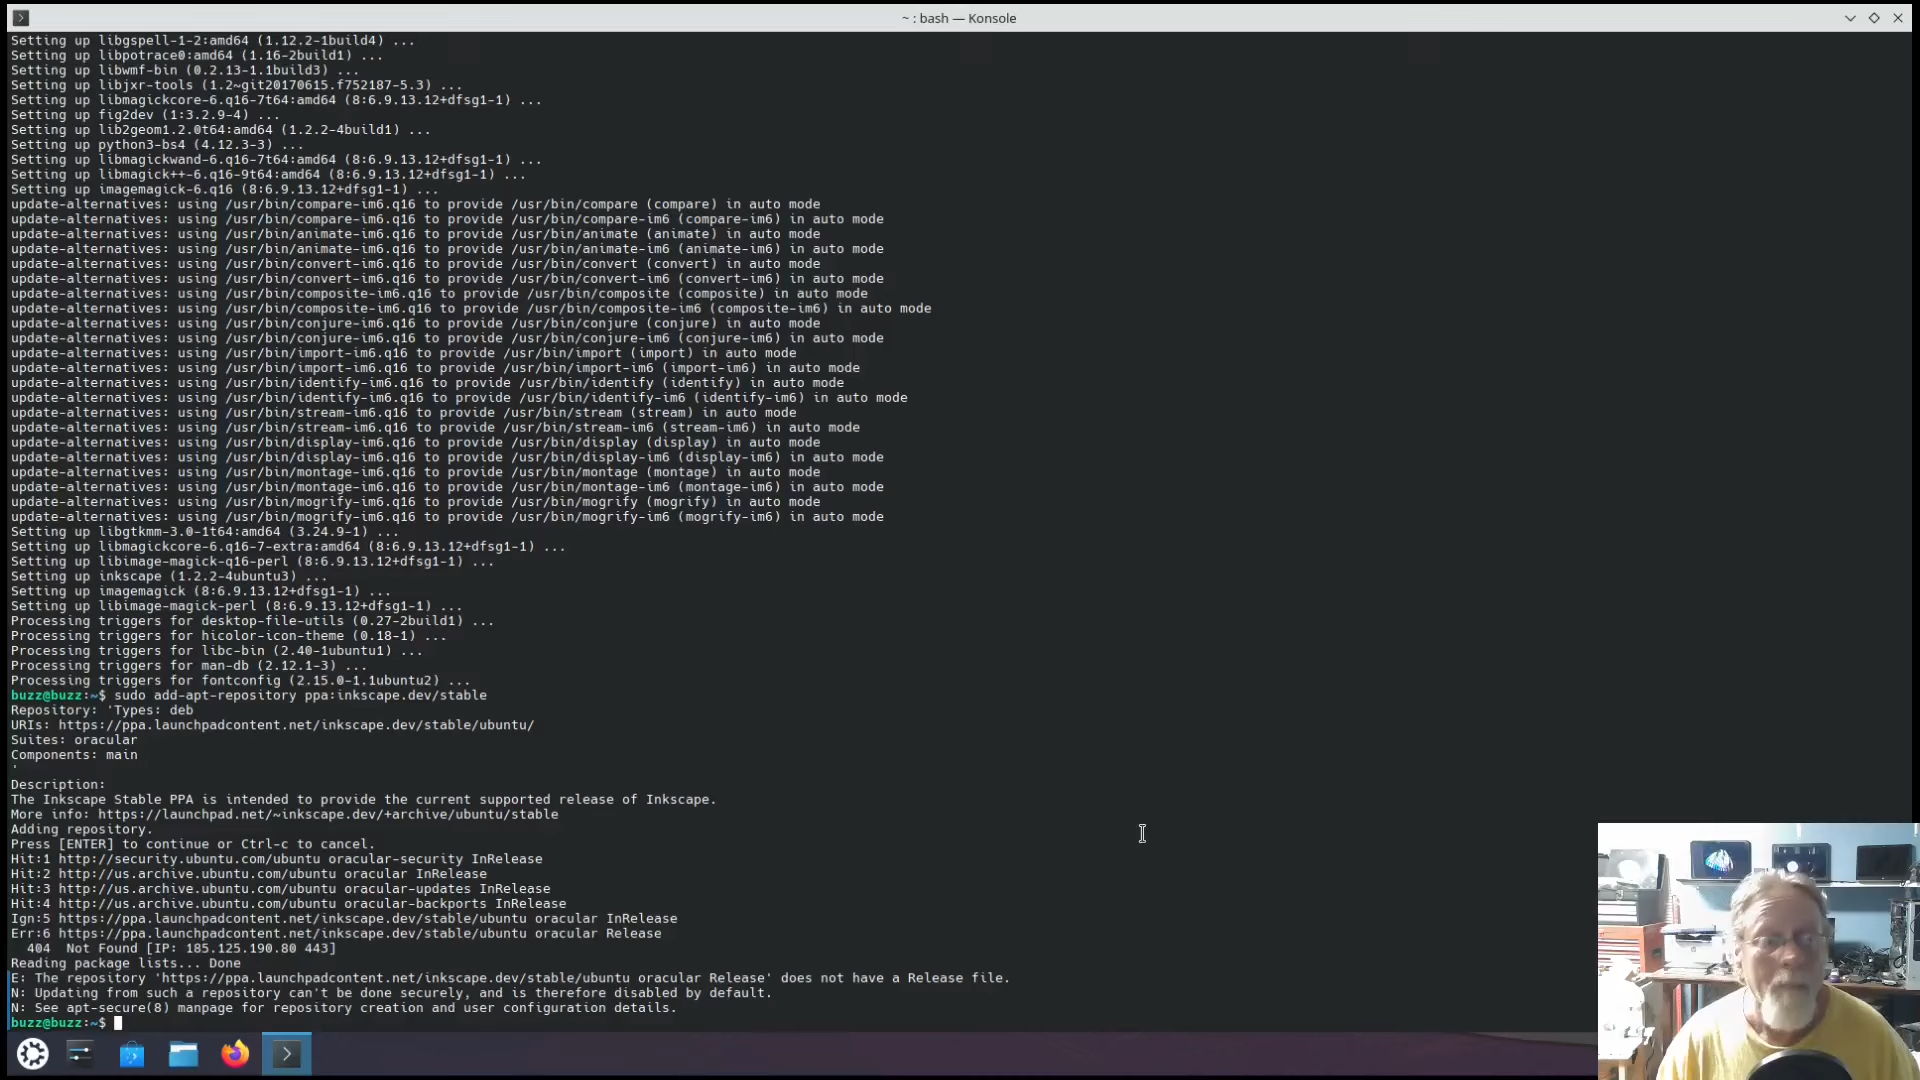 ~ : bash — Konsole
Setting up libgspell-1-2:amd64 (1.12.2-1build4) ...
Setting up libpotrace0:amd64 (1.16-2build1) ...
Setting up libwmf-bin (0.2.13-1.1build3) ...
Setting up libjxr-tools (1.2~git20170615.f752187-5.3) ...
Setting up libmagickcore-6.q16-7t64:amd64 (8:6.9.13.12+dfsg1-1) ...
Setting up fig2dev (1:3.2.9-4) ...
Setting up lib2geom1.2.0t64:amd64 (1.2.2-4build1) ...
Setting up python3-bs4 (4.12.3-3) ...
Setting up libmagickwand-6.q16-7t64:amd64 (8:6.9.13.12+dfsg1-1) ...
Setting up libmagick++-6.q16-9t64:amd64 (8:6.9.13.12+dfsg1-1) ...
Setting up imagemagick-6.q16 (8:6.9.13.12+dfsg1-1) ...
update-alternatives: using /usr/bin/compare-im6.q16 to provide /usr/bin/compare (compare) in auto mode
update-alternatives: using /usr/bin/compare-im6.q16 to provide /usr/bin/compare-im6 (compare-im6) in auto mode
update-alternatives: using /usr/bin/animate-im6.q16 to provide /usr/bin/animate (animate) in auto mode
update-alternatives: using /usr/bin/animate-im6.q16 to provide /usr/bin/animate-im6 (animate-im6) in auto mode
update-alternatives: using /usr/bin/convert-im6.q16 to provide /usr/bin/convert (convert) in auto mode
update-alternatives: using /usr/bin/convert-im6.q16 to provide /usr/bin/convert-im6 (convert-im6) in auto mode
update-alternatives: using /usr/bin/composite-im6.q16 to provide /usr/bin/composite (composite) in auto mode
update-alternatives: using /usr/bin/composite-im6.q16 to provide /usr/bin/composite-im6 (composite-im6) in auto mode
update-alternatives: using /usr/bin/conjure-im6.q16 to provide /usr/bin/conjure (conjure) in auto mode
update-alternatives: using /usr/bin/conjure-im6.q16 to provide /usr/bin/conjure-im6 (conjure-im6) in auto mode
update-alternatives: using /usr/bin/import-im6.q16 to provide /usr/bin/import (import) in auto mode
update-alternatives: using /usr/bin/import-im6.q16 to provide /usr/bin/import-im6 (import-im6) in auto mode
update-alternatives: using /usr/bin/identify-im6.q16 to provide /usr/bin/identify (identify) in auto mode
update-alternatives: using /usr/bin/identify-im6.q16 to provide /usr/bin/identify-im6 (identify-im6) in auto mode
update-alternatives: using /usr/bin/stream-im6.q16 to provide /usr/bin/stream (stream) in auto mode
update-alternatives: using /usr/bin/stream-im6.q16 to provide /usr/bin/stream-im6 (stream-im6) in auto mode
update-alternatives: using /usr/bin/display-im6.q16 to provide /usr/bin/display (display) in auto mode
update-alternatives: using /usr/bin/display-im6.q16 to provide /usr/bin/display-im6 (display-im6) in auto mode
update-alternatives: using /usr/bin/montage-im6.q16 to provide /usr/bin/montage (montage) in auto mode
update-alternatives: using /usr/bin/montage-im6.q16 to provide /usr/bin/montage-im6 (montage-im6) in auto mode
update-alternatives: using /usr/bin/mogrify-im6.q16 to provide /usr/bin/mogrify (mogrify) in auto mode
update-alternatives: using /usr/bin/mogrify-im6.q16 to provide /usr/bin/mogrify-im6 (mogrify-im6) in auto mode
Setting up libgtkmm-3.0-1t64:amd64 (3.24.9-1) ...
Setting up libmagickcore-6.q16-7-extra:amd64 (8:6.9.13.12+dfsg1-1) ...
Setting up libimage-magick-q16-perl (8:6.9.13.12+dfsg1-1) ...
Setting up inkscape (1.2.2-4ubuntu3) ...
Setting up imagemagick (8:6.9.13.12+dfsg1-1) ...
Setting up libimage-magick-perl (8:6.9.13.12+dfsg1-1) ...
Processing triggers for desktop-file-utils (0.27-2build1) ...
Processing triggers for hicolor-icon-theme (0.18-1) ...
Processing triggers for libc-bin (2.40-1ubuntu1) ...
Processing triggers for man-db (2.12.1-3) ...
Processing triggers for fontconfig (2.15.0-1.1ubuntu2) ...
buzz@buzz:~$ sudo add-apt-repository ppa:inkscape.dev/stable
Repository: 'Types: deb
URIs: https://ppa.launchpadcontent.net/inkscape.dev/stable/ubuntu/
Suites: oracular
Components: main
'
Description:
The Inkscape Stable PPA is intended to provide the current supported release of Inkscape.
More info: https://launchpad.net/~inkscape.dev/+archive/ubuntu/stable
Adding repository.
Press [ENTER] to continue or Ctrl-c to cancel.
Hit:1 http://security.ubuntu.com/ubuntu oracular-security InRelease
Hit:2 http://us.archive.ubuntu.com/ubuntu oracular InRelease
Hit:3 http://us.archive.ubuntu.com/ubuntu oracular-updates InRelease
Hit:4 http://us.archive.ubuntu.com/ubuntu oracular-backports InRelease
Ign:5 https://ppa.launchpadcontent.net/inkscape.dev/stable/ubuntu oracular InRelease
Err:6 https://ppa.launchpadcontent.net/inkscape.dev/stable/ubuntu oracular Release
404  Not Found [IP: 185.125.190.80 443]
Reading package lists... Done
E: The repository 'https://ppa.launchpadcontent.net/inkscape.dev/stable/ubuntu oracular Release' does not have a Release file.
N: Updating from such a repository can't be done securely, and is therefore disabled by default.
N: See apt-secure(8) manpage for repository creation and user configuration details.
buzz@buzz:~$